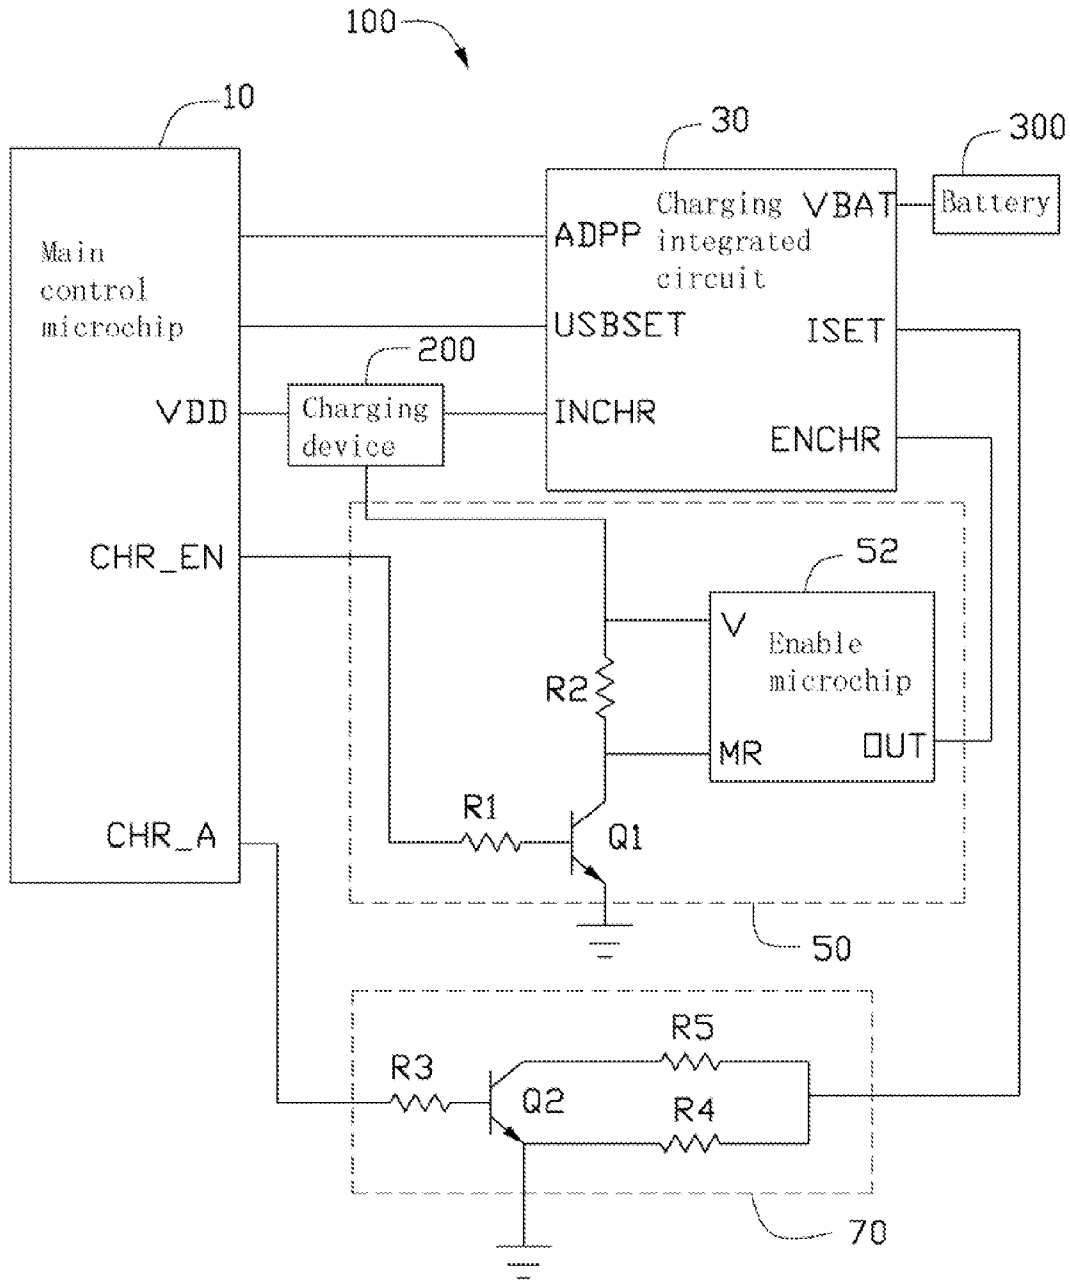 100
10
30
300
Main
control
microchip
VDD
CHR_EN
CHR_A
ADPP
Charging
integrated
circuit
VBAT
Battery
USBSET
ISET
200
Charging
device
INCHR
ENCHR
52
V
Enable
microchip
R2
MR
OUT
R1
Q1
50
R5
R3
Q2
R4
70